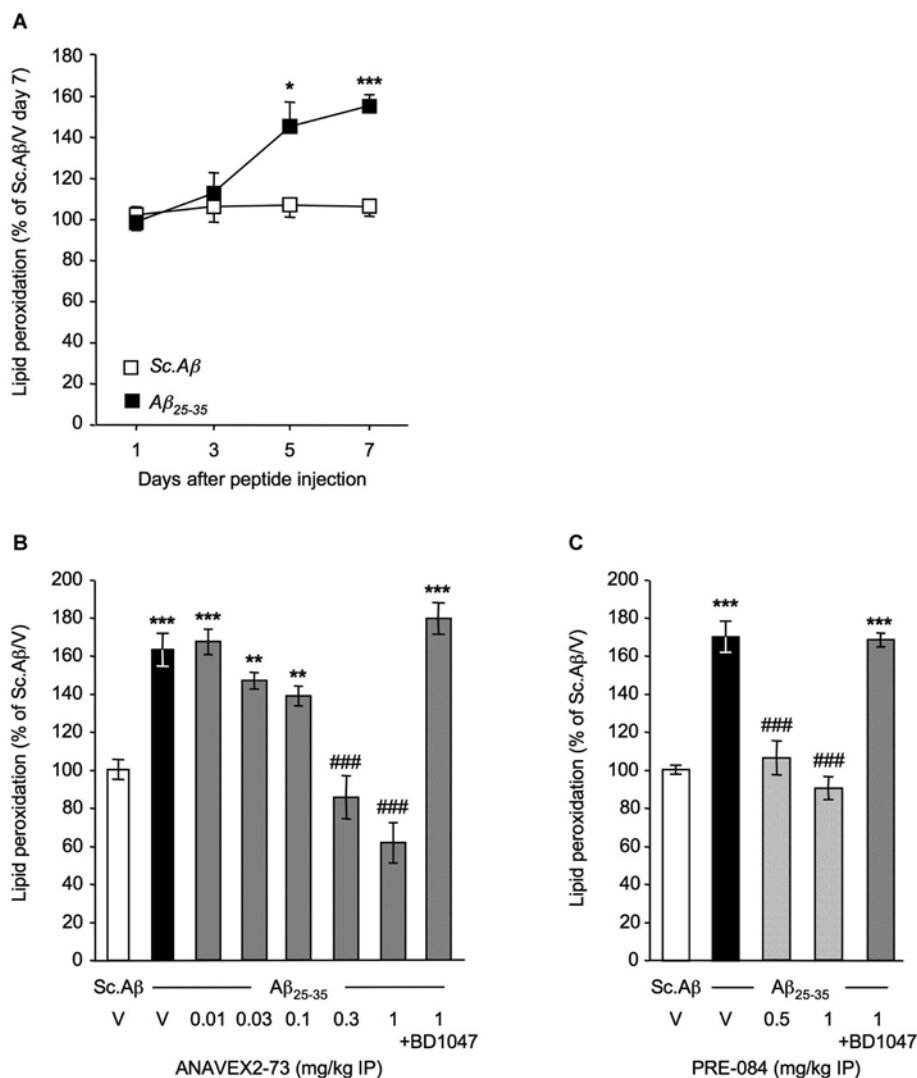 A
Lipid peroxidation (% of Sc.Aβ/V day 7)
180
160
140
120
100
80
60
40
20
0
* ***
Sc.Aβ
Aβ25-35
1 3 5 7
Days after peptide injection
B
Lipid peroxidation (% of Sc.Aβ/V)
200
180
160
140
120
100
80
60
40
20
0
*** *** ** ** ### ### ***
Sc.Aβ Aβ25-35
V V 0.01 0.03 0.1 0.3 1 1
+BD1047
ANAVEX2-73 (mg/kg IP)
C
Lipid peroxidation (% of Sc.Aβ/V)
200
180
160
140
120
100
80
60
40
20
0
*** ### ### ***
Sc.Aβ Aβ25-35
V V 0.5 1 1
+BD1047
PRE-084 (mg/kg IP)